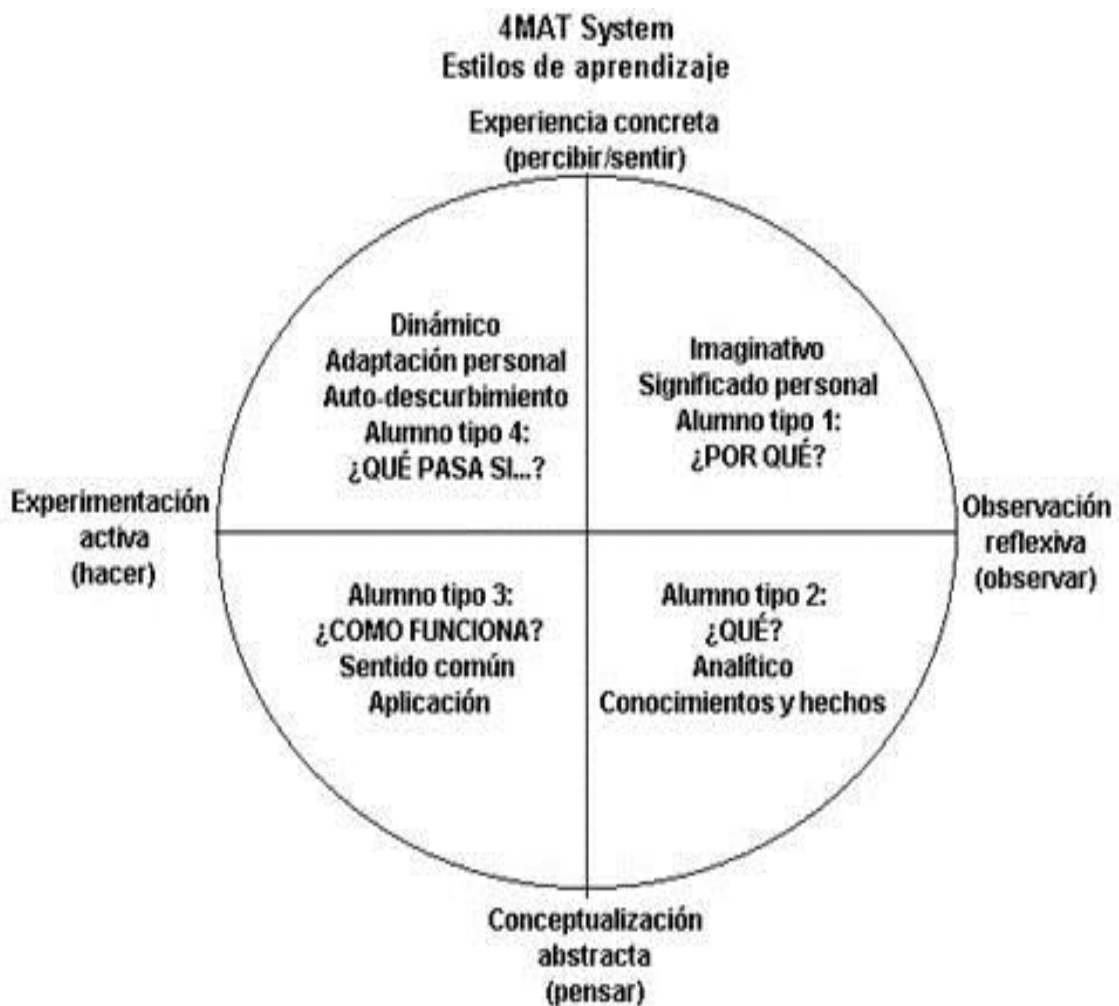 4MAT System
Estilos de aprendizaje
Experiencia concreta
(percibir/sentir)
Dinámico
Adaptación personal
Auto-descurbimiento
Alumno tipo 4:
¿QUÉ PASA SI...?
Imaginativo
Significado personal
Alumno tipo 1:
¿POR QUÉ?
Experimentación
activa
(hacer)
Observación
reflexiva
(observar)
Alumno tipo 3:
¿COMO FUNCIONA?
Sentido común
Aplicación
Alumno tipo 2:
¿QUÉ?
Analítico
Conocimientos y hechos
Conceptualización
abstracta
(pensar)